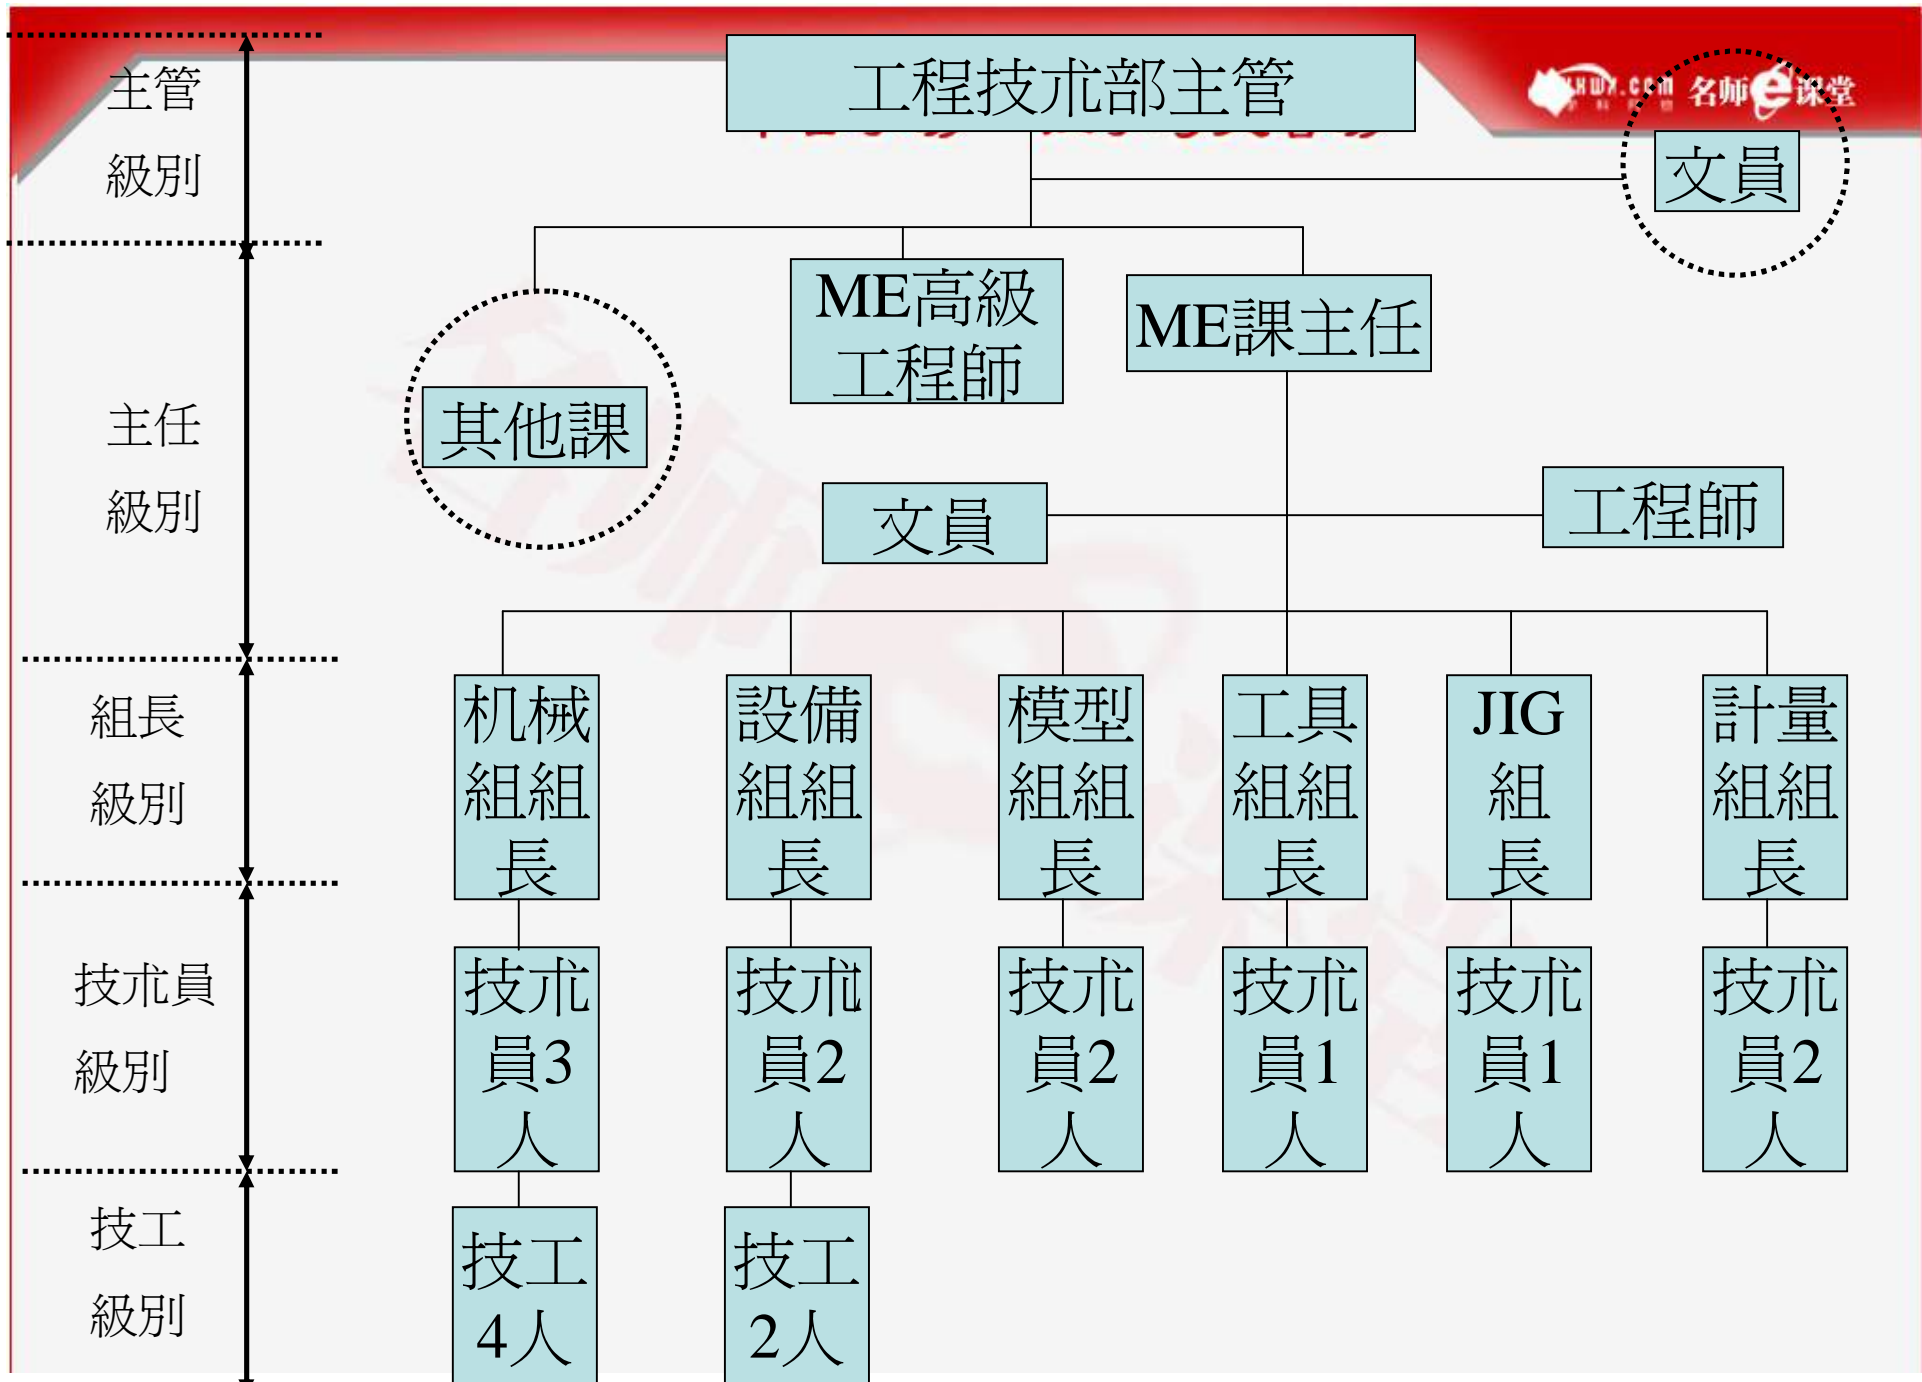 工程技朮部主管
主管
級別
名师e课堂
文員
ME高級
工程師
ME課主任
其他課
主任
級別
文員
工程師
組長
級別
机械
組組
長
設備
組組
長
模型
組組
長
工具
組組
長
JIG
組
長
計量
組組
長
技朮員
級別
技朮
員3
人
技朮
員2
人
技朮
員2
人
技朮
員1
人
技朮
員1
人
技朮
員2
人
技工
級別
技工
4人
技工
2人